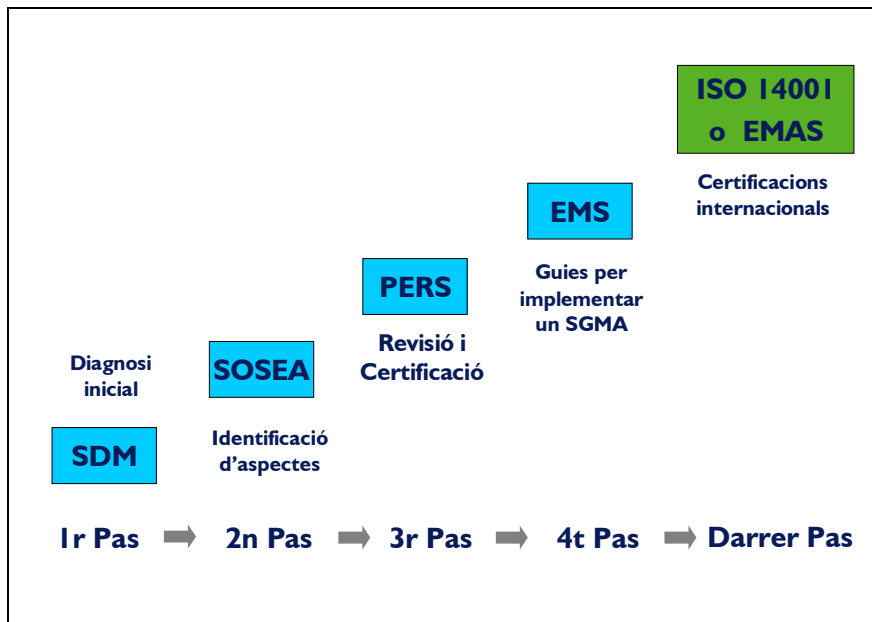 ISO 14001
o EMAS
Certificacions
internacionals
EMS
Guies per
implementar
un SGMA
PERS
Revisió i
Certificació
SOSEA
Identificació
d'aspectes
Diagnosi
inicial
SDM
1r Pas
2n Pas
3r Pas
4t Pas
Darrer Pas